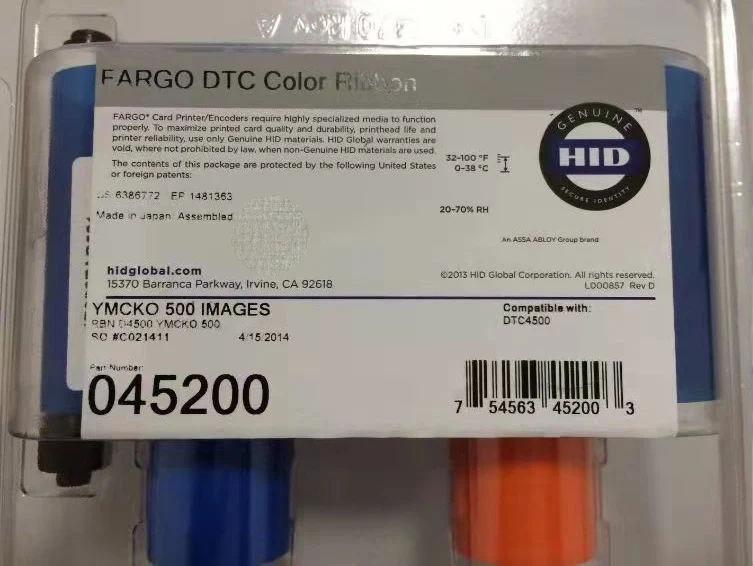 FARGO DTC Color Ribbon
FARGO® Card Printer/Encoders require highly specialized media to function
properly. To maximize printed card quality and durability, printhead life and
printer reliability, use only Genuine HID materials. HID Global warranties are
void, where not prohibited by law, when non-Genuine HID materials are used.
The contents of this package are protected by the following United States
or foreign patents:
US 6386772 EP 1481363
Made in Japan Assembled
32-100 °F
0-38 °C
20-70% RH
GENUINE
™
HID
SECURE IDENTITY
An ASSA ABLOY Group brand
hidglobal.com
15370 Barranca Parkway, Irvine, CA 92618
©2013 HID Global Corporation. All rights reserved.
L000857 Rev D
YMCKO 500 IMAGES
RBN D4500 YMCKO 500
SO #C021411 4/15/2014
Compatible with:
DTC4500
Part Number:
045200
7 54563 45200 3